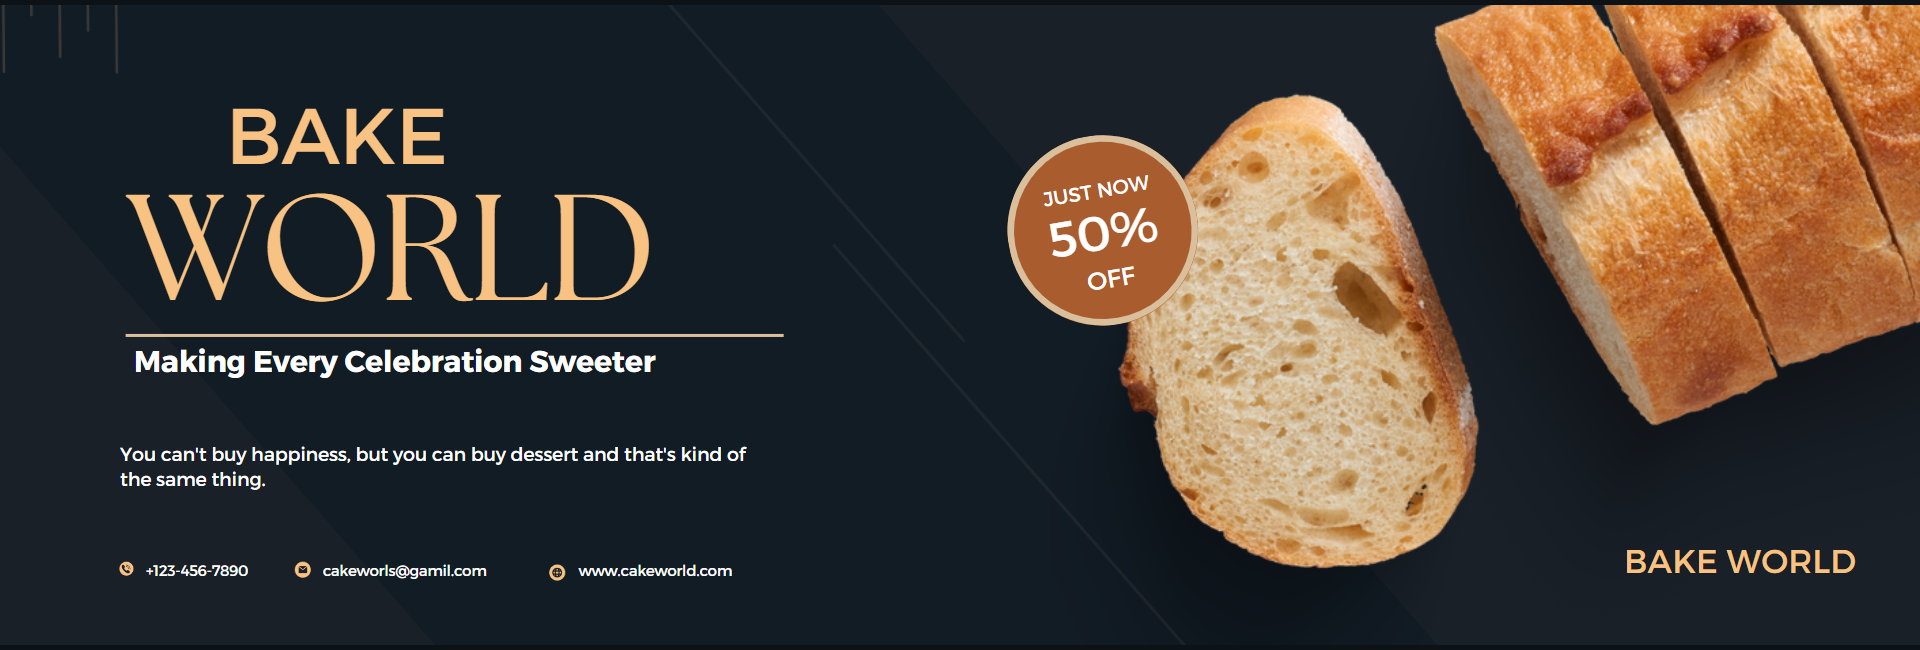 BAKE
WORLD
Making Every Celebration Sweeter
You can't buy happiness, but you can buy dessert and that's kind of
the same thing.
+123-456-7890
cakeworls@gamil.com
www.cakeworld.com
JUST NOW
50%
OFF
BAKE WORLD